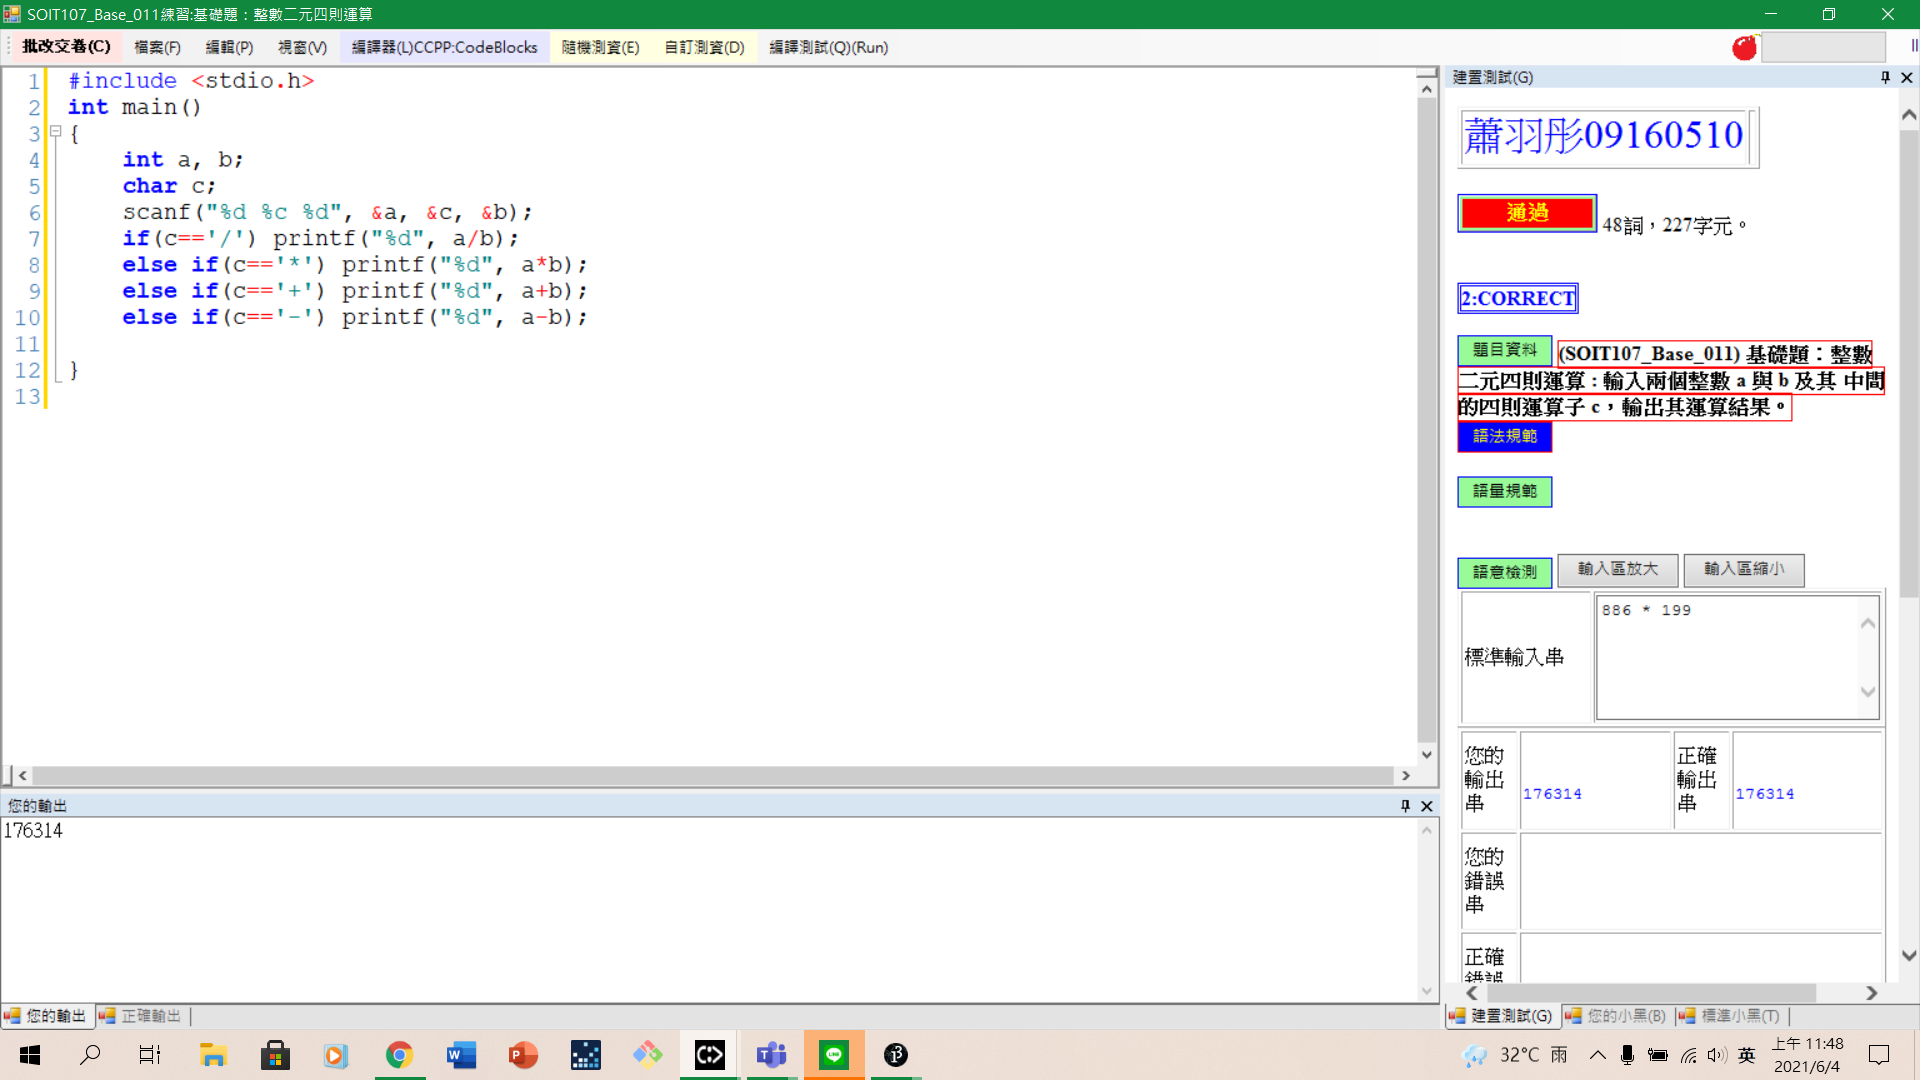 SOIT107_Base_011練習:基礎題：整數二元四則運算
批改交卷(C) 檔案(F) 編輯(P) 視窗(V) 編譯器(L)CCPP:CodeBlocks 隨機測資(E) 自訂測資(D) 編譯測試(Q)(Run)
1 #include <stdio.h>
2 int main()
3 {
4 int a, b;
5 char c;
6 scanf("%d %c %d", &a, &c, &b);
7 if(c=='/') printf("%d", a/b);
8 else if(c=='*') printf("%d", a*b);
9 else if(c=='+') printf("%d", a+b);
10 else if(c=='-') printf("%d", a-b);
11
12 }
13
您的輸出
176314
您的輸出 正確輸出
建置測試(G)
蕭羽彤09160510
通過 48詞，227字元。
2:CORRECT
題目資料 (SOIT107_Base_011) 基礎題：整數
二元四則運算 : 輸入兩個整數 a 與 b 及其 中間
的四則運算子 c，輸出其運算結果。
語法規範
語量規範
語意檢測 輸入區放大 輸入區縮小
標準輸入串 886 * 199
您的輸出串 176314 正確輸出串 176314
您的錯誤串
正確錯誤
建置測試(G) 您的小黑(B) 標準小黑(T)
32°C 雨 英 上午 11:48
2021/6/4